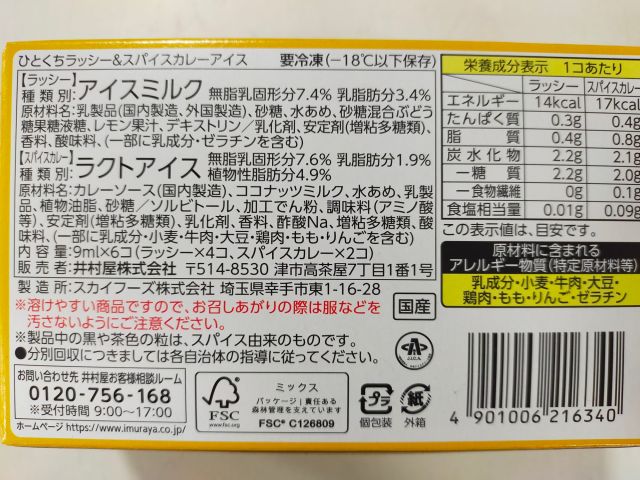 ひとくちラッシー&スパイスカレーアイス 要冷凍(−18℃以下保存)
【ラッシー】
種類別:アイスミルク 無脂乳固形分7.4% 乳脂肪分3.4%
原材料名:乳製品(国内製造、外国製造)、砂糖、水あめ、砂糖混合ぶどう
糖果糖液糖、レモン果汁、デキストリン/乳化剤、安定剤(増粘多糖類)、
香料、酸味料、(一部に乳成分・ゼラチンを含む)
【スパイスカレー】
種類別:ラクトアイス 無脂乳固形分7.6% 乳脂肪分1.9%
植物性脂肪分4.9%
原材料名:カレーソース(国内製造)、ココナッツミルク、水あめ、乳製
品、植物油脂、砂糖/ソルビトール、加工でん粉、調味料(アミノ酸
等)、安定剤(増粘多糖類)、乳化剤、香料、酢酸Na、増粘多糖類、酸味
料、(一部に乳成分・小麦・牛肉・大豆・鶏肉・もも・りんごを含む)
内容量:9ml×6コ(ラッシー×4コ、スパイスカレー×2コ)
販売者:井村屋株式会社 〒514-8530 津市高茶屋7丁目1番1号
製造所:スカイフーズ株式会社 埼玉県幸手市東1-16-28
※溶けやすい商品ですので、お召しあがりの際は服などを
汚さないようにご注意ください。
国産
※製品中の黒や茶色の粒は、スパイス由来のものです。
●分別回収につきましては各自治体の指導に従ってください。
お問い合わせ先 井村屋お客様相談ルーム
0120-756-168
※受付時間 9:00〜17:00
ホームページ https://www.imuraya.co.jp
FSC
www.fsc.org
ミックス
パッケージ|責任ある
森林管理を支えています
FSC® C126809
プラ
個包装
紙
外箱
A
J.I.C.A.
栄養成分表示 1コあたり
ラッシー スパイスカレー
エネルギー 14kcal 17kcal
たんぱく質 0.3g 0.4g
脂質 0.4g 0.8g
炭水化物 2.2g 2.1g
−糖質 2.2g 2.0g
−食物繊維 0g 0.1g
食塩相当量 0.01g 0.09g
この表示値は、目安です。
原材料に含まれる
アレルギー物質(特定原材料等)
乳成分・小麦・牛肉・大豆・
鶏肉・もも・りんご・ゼラチン
4 901006 216340